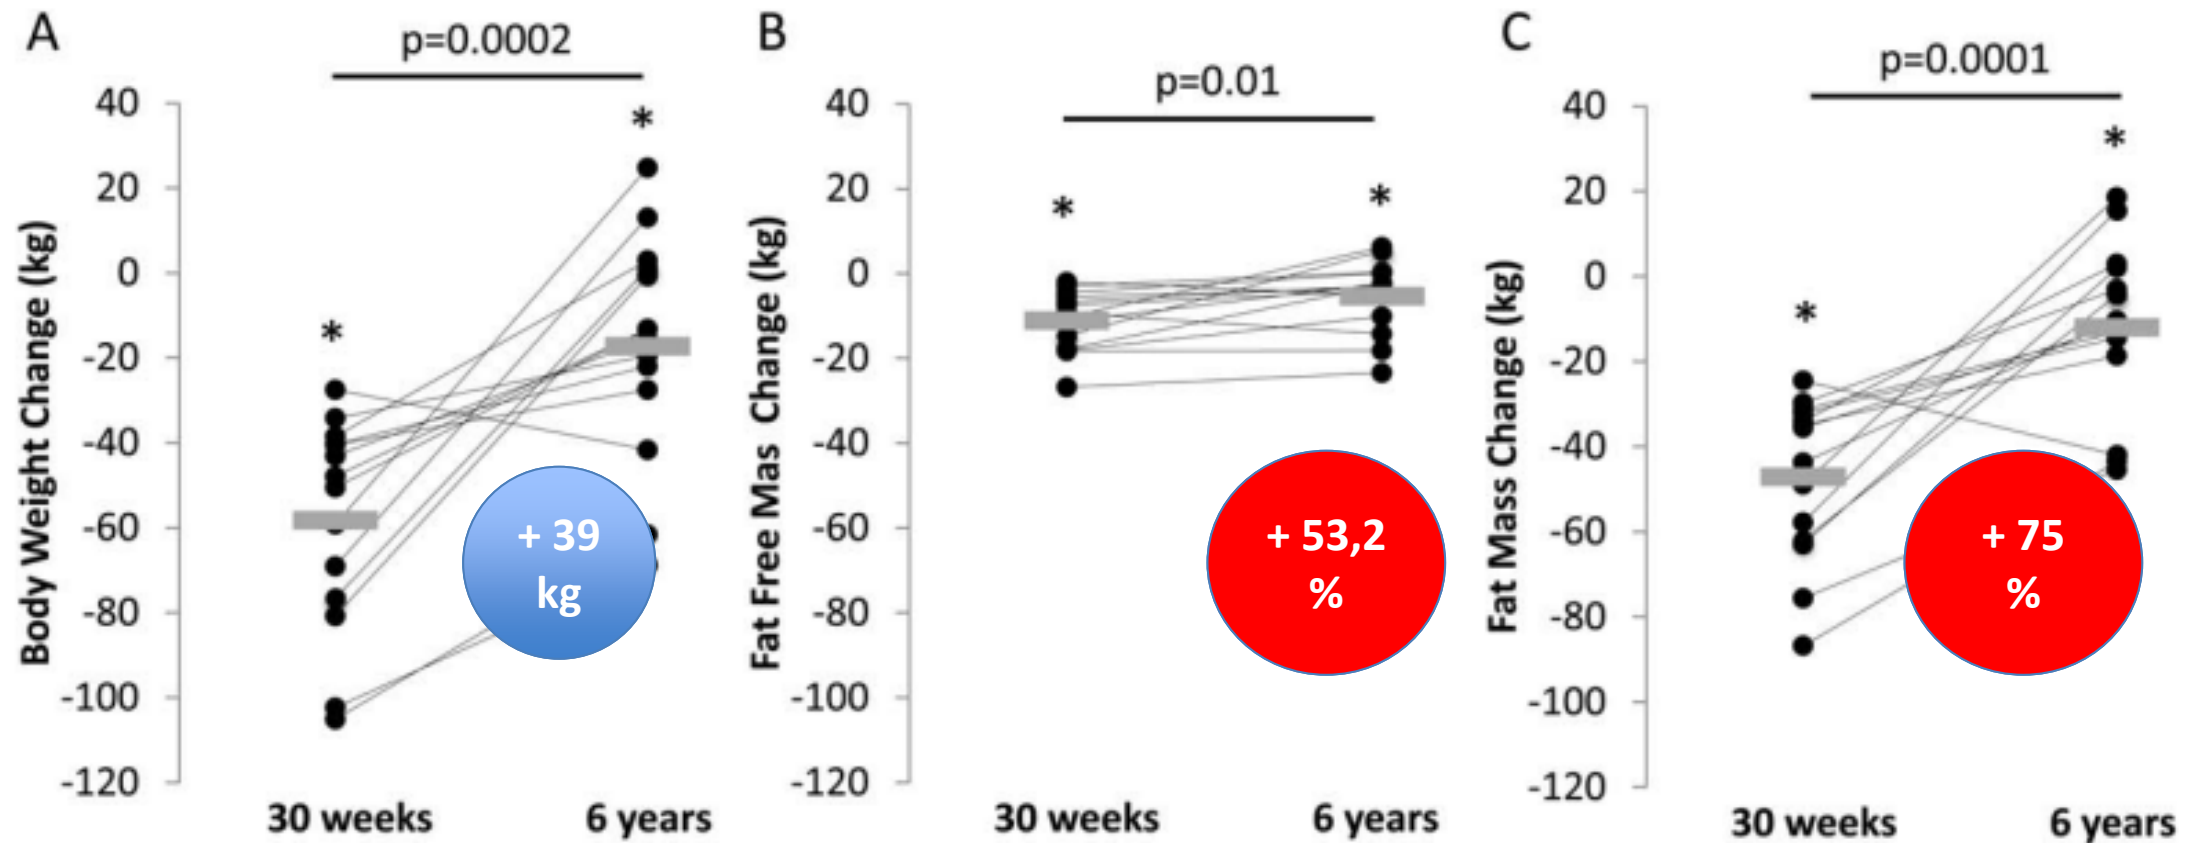 A
p=0.0002
*
*
Body Weight Change (kg)
40
20
0
-20
-40
-60
-80
-100
-120
+ 39
kg
30 weeks
6 years
B
p=0.01
*
*
Fat Free Mas Change (kg)
40
20
0
-20
-40
-60
-80
-100
-120
+ 53,2
%
30 weeks
6 years
C
p=0.0001
*
*
Fat Mass Change (kg)
40
20
0
-20
-40
-60
-80
-100
-120
+ 75
%
30 weeks
6 years